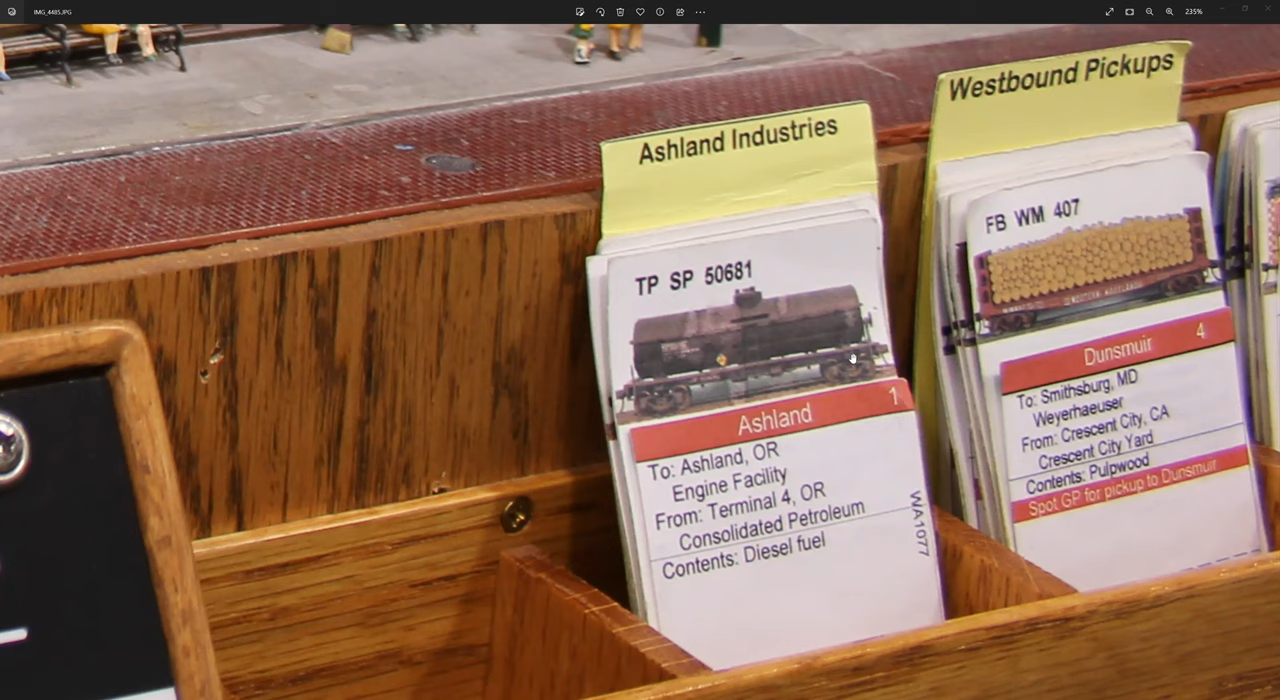 IMG_4485.JPG
235%
Ashland Industries
TP SP 50681
Ashland 1
To: Ashland, OR
Engine Facility
From: Terminal 4, OR
Consolidated Petroleum
Contents: Diesel fuel
WA1077
Westbound Pickups
FB WM 407
Dunsmuir 4
To: Smithsburg, MD
Weyerhaeuser
From: Crescent City, CA
Crescent City Yard
Contents: Pulpwood
Spot GP for pickup to Dunsmuir